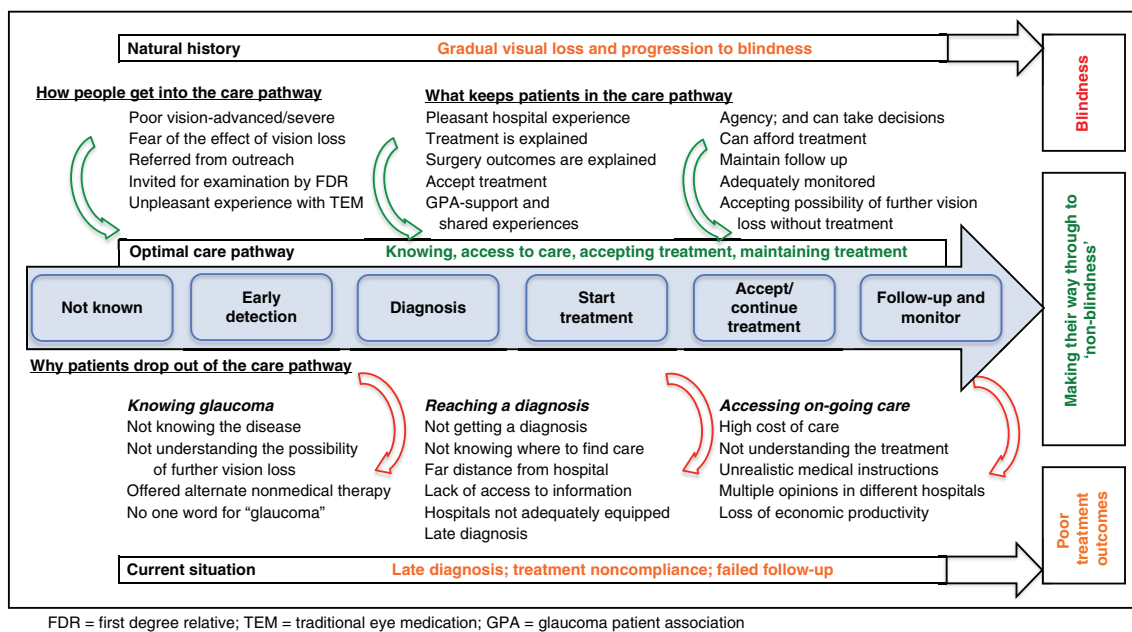 Natural history
Gradual visual loss and progression to blindness
Blindness
How people get into the care pathway
Poor vision-advanced/severe
Fear of the effect of vision loss
Referred from outreach
Invited for examination by FDR
Unpleasant experience with TEM
What keeps patients in the care pathway
Pleasant hospital experience
Treatment is explained
Surgery outcomes are explained
Accept treatment
GPA-support and
shared experiences
Agency; and can take decisions
Can afford treatment
Maintain follow up
Adequately monitored
Accepting possibility of further vision
loss without treatment
Optimal care pathway
Knowing, access to care, accepting treatment, maintaining treatment
Not known
Early
detection
Diagnosis
Start
treatment
Accept/
continue
treatment
Follow-up and
monitor
Making their way through to
‘non-blindness’
Why patients drop out of the care pathway
Knowing glaucoma
Not knowing the disease
Not understanding the possibility
of further vision loss
Offered alternate nonmedical therapy
No one word for “glaucoma”
Reaching a diagnosis
Not getting a diagnosis
Not knowing where to find care
Far distance from hospital
Lack of access to information
Hospitals not adequately equipped
Late diagnosis
Accessing on-going care
High cost of care
Not understanding the treatment
Unrealistic medical instructions
Multiple opinions in different hospitals
Loss of economic productivity
Current situation
Late diagnosis; treatment noncompliance; failed follow-up
Poor
treatment
outcomes
FDR = first degree relative; TEM = traditional eye medication; GPA = glaucoma patient association